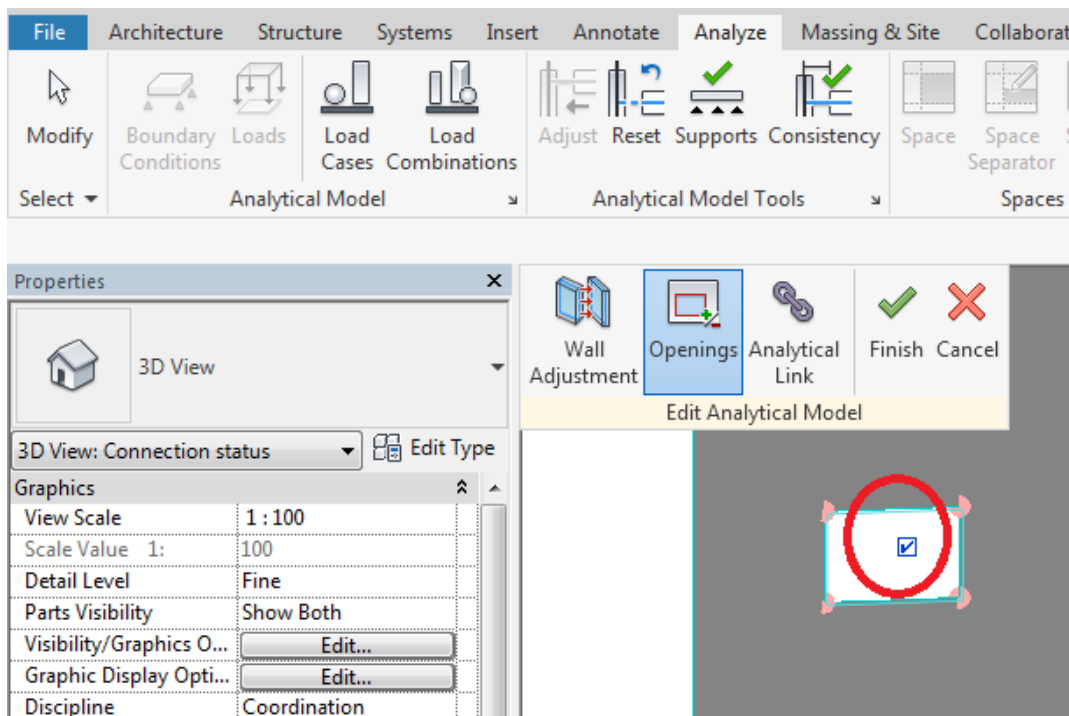 File Architecture Structure Systems Insert Annotate Analyze Massing & Site Collaborat
Modify Boundary Conditions Loads Load Cases Load Combinations Adjust Reset Supports Consistency Space Space Separator
Select Analytical Model Analytical Model Tools Spaces
Properties
3D View
Wall Adjustment Openings Analytical Link Finish Cancel
Edit Analytical Model
3D View: Connection status Edit Type
Graphics
View Scale 1 : 100
Scale Value 1: 100
Detail Level Fine
Parts Visibility Show Both
Visibility/Graphics O... Edit...
Graphic Display Opti... Edit...
Discipline Coordination